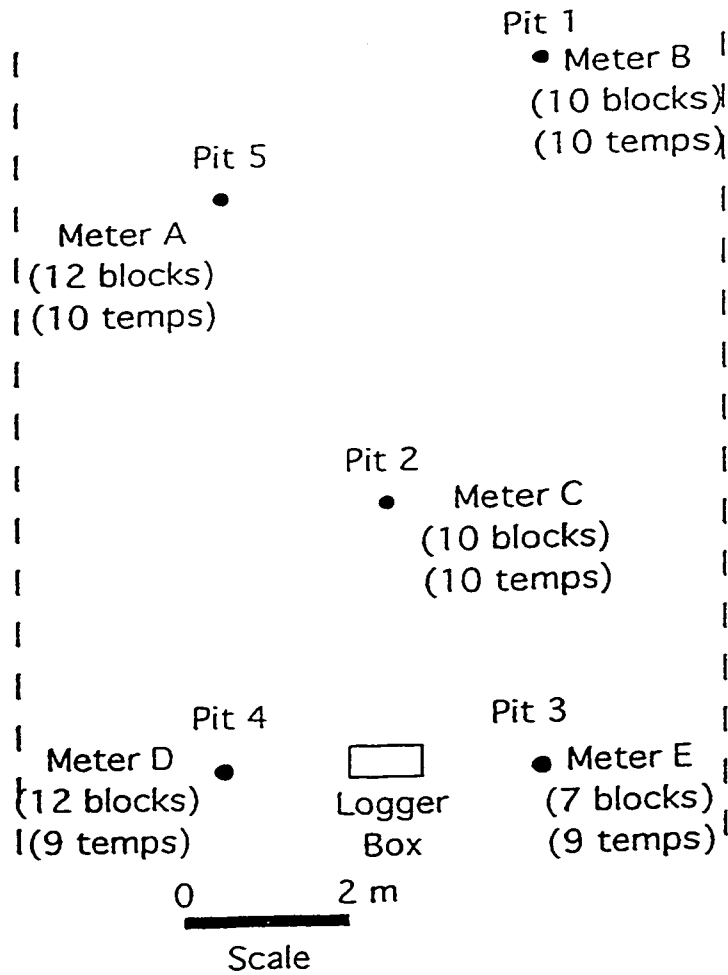 Pit 1
Meter B
(10 blocks)
(10 temps)
Pit 5
Meter A
(12 blocks)
(10 temps)
Pit 2
Meter C
(10 blocks)
(10 temps)
Pit 4
Meter D
(12 blocks)
(9 temps)
Logger
Box
Pit 3
Meter E
(7 blocks)
(9 temps)
0 2 m
Scale